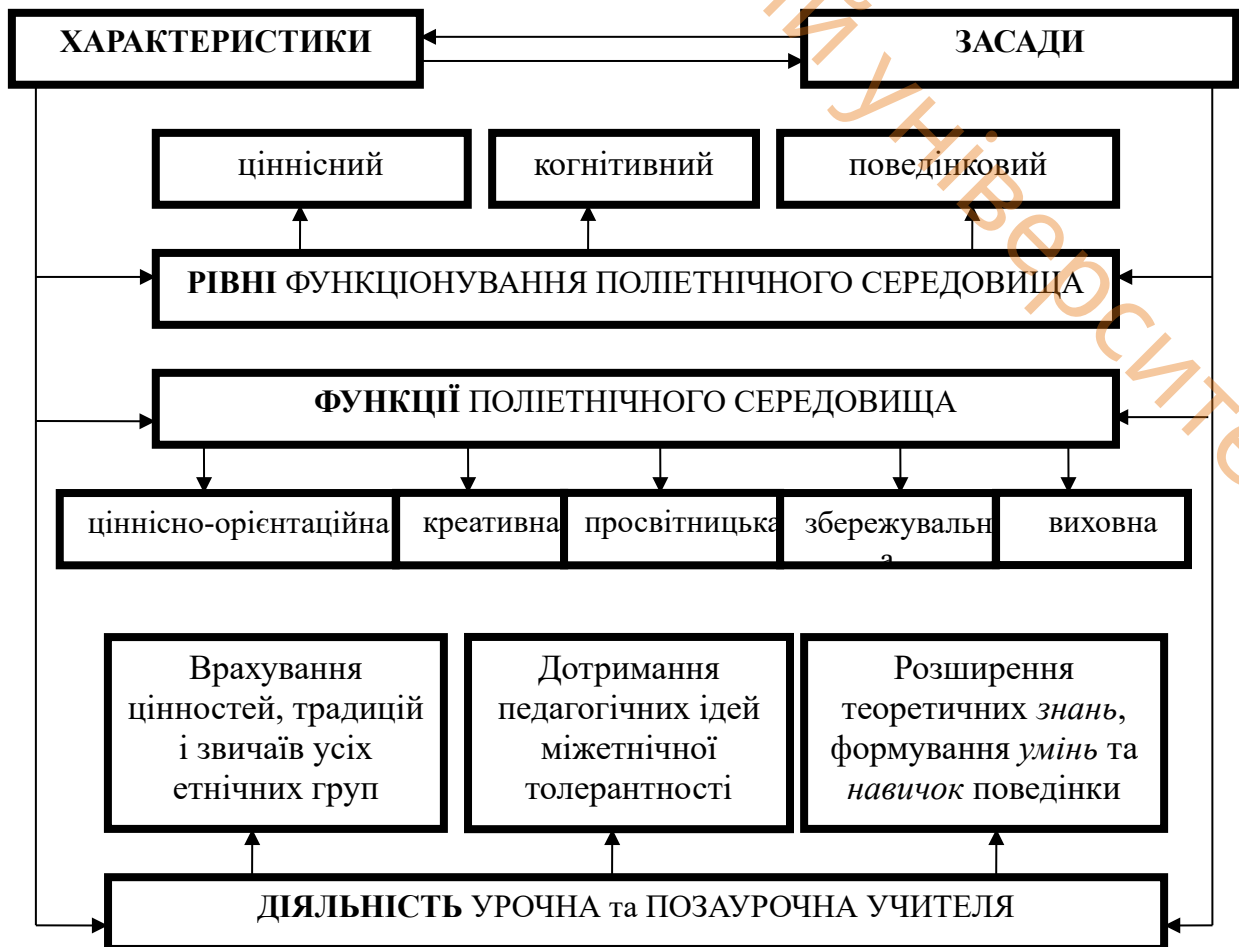 ХАРАКТЕРИСТИКИ
ЗАСАДИ
ціннісний
когнітивний
поведінковий
РІВНІ ФУНКЦІОНУВАННЯ ПОЛІЕТНІЧНОГО СЕРЕДОВИЩА
ФУНКЦІЇ ПОЛІЕТНІЧНОГО СЕРЕДОВИЩА
ціннісно-орієнтаційна
креативна
просвітницька
збережувальн
а
виховна
Врахування
цінностей, традицій
і звичаїв усіх
етнічних груп
Дотримання
педагогічних ідей
міжетнічної
толерантності
Розширення
теоретичних знань,
формування умінь та
навичок поведінки
ДІЯЛЬНІСТЬ УРОЧНА та ПОЗАУРОЧНА УЧИТЕЛЯ